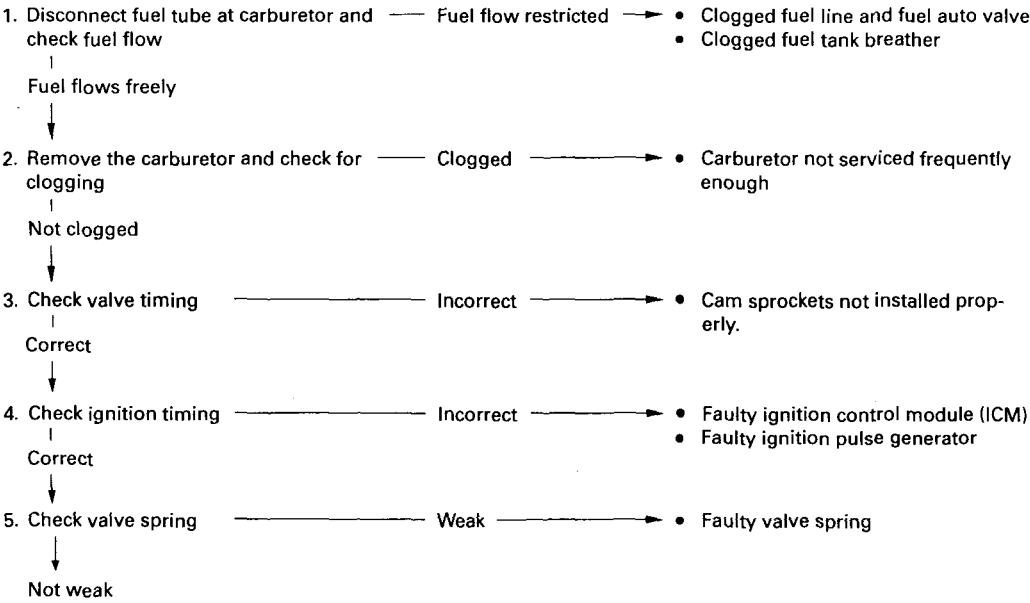 1. Disconnect fuel tube at carburetor and check fuel flow
Fuel flow restricted
• Clogged fuel line and fuel auto valve
• Clogged fuel tank breather
Fuel flows freely
2. Remove the carburetor and check for clogging
Clogged
• Carburetor not serviced frequently enough
Not clogged
3. Check valve timing
Incorrect
• Cam sprockets not installed prop-
erly.
Correct
4. Check ignition timing
Incorrect
• Faulty ignition control module (ICM)
• Faulty ignition pulse generator
Correct
5. Check valve spring
Weak
• Faulty valve spring
Not weak